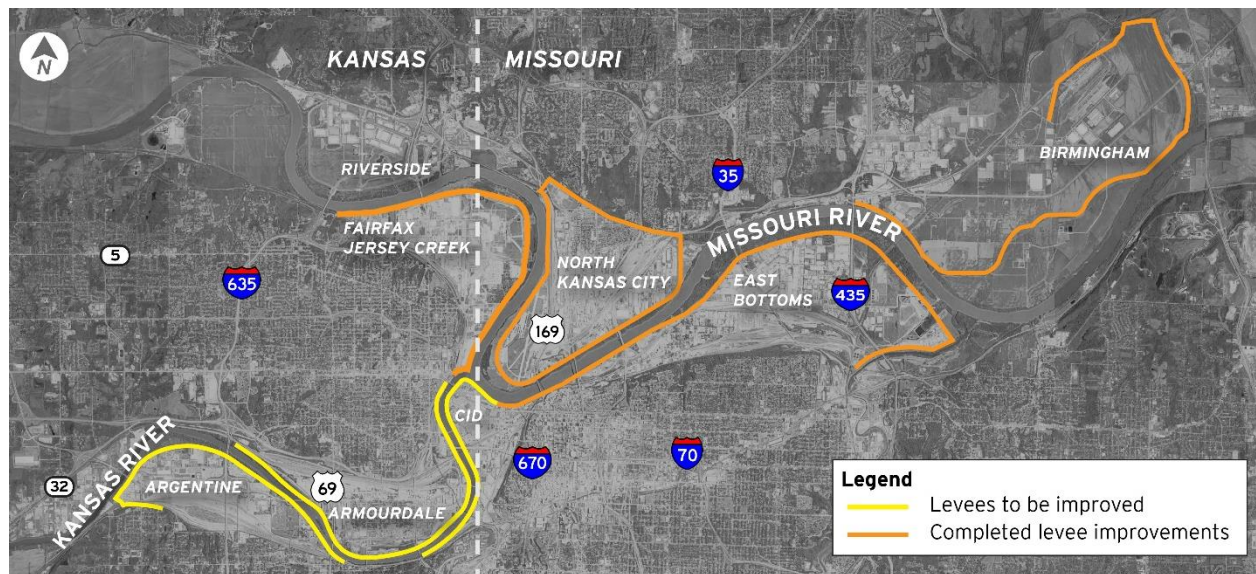 N
KANSAS
MISSOURI
RIVERSIDE
BIRMINGHAM
35
FAIRFAX
JERSEY CREEK
MISSOURI RIVER
5
635
NORTH
KANSAS CITY
EAST
BOTTOMS
435
169
CID
KANSAS RIVER
670
70
32
ARGENTINE
69
ARMOURDALE
Legend
Levees to be improved
Completed levee improvements